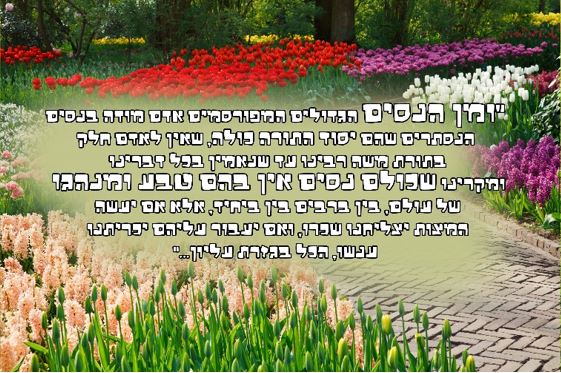 "ומן הנסים הגדולים המפורסמים אדם מודה בנסים
הנסתרים שהם יסוד התורה כולה, שאין לאדם חלק
בתורת משה רבינו עד שנאמין בכל דברינו
ומקרינו שכולם נסים אין בהם טבע ומנהגו
של עולם, בין ברבים בין ביחיד, אלא אם יעשה
המצות יצליחנו שכרו, ואם יעבור עליהם יכריתנו
ענשו, הכל בגזרת עליון..."